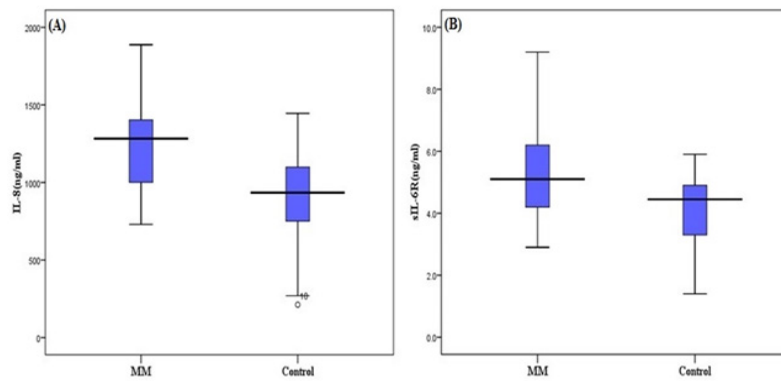 (A)
2000
1500
1000
500
0
IL-8(ng/ml)
10
MM
Control
(B)
10.0
8.0
6.0
4.0
2.0
0.0
sIL-6R(ng/ml)
MM
Control